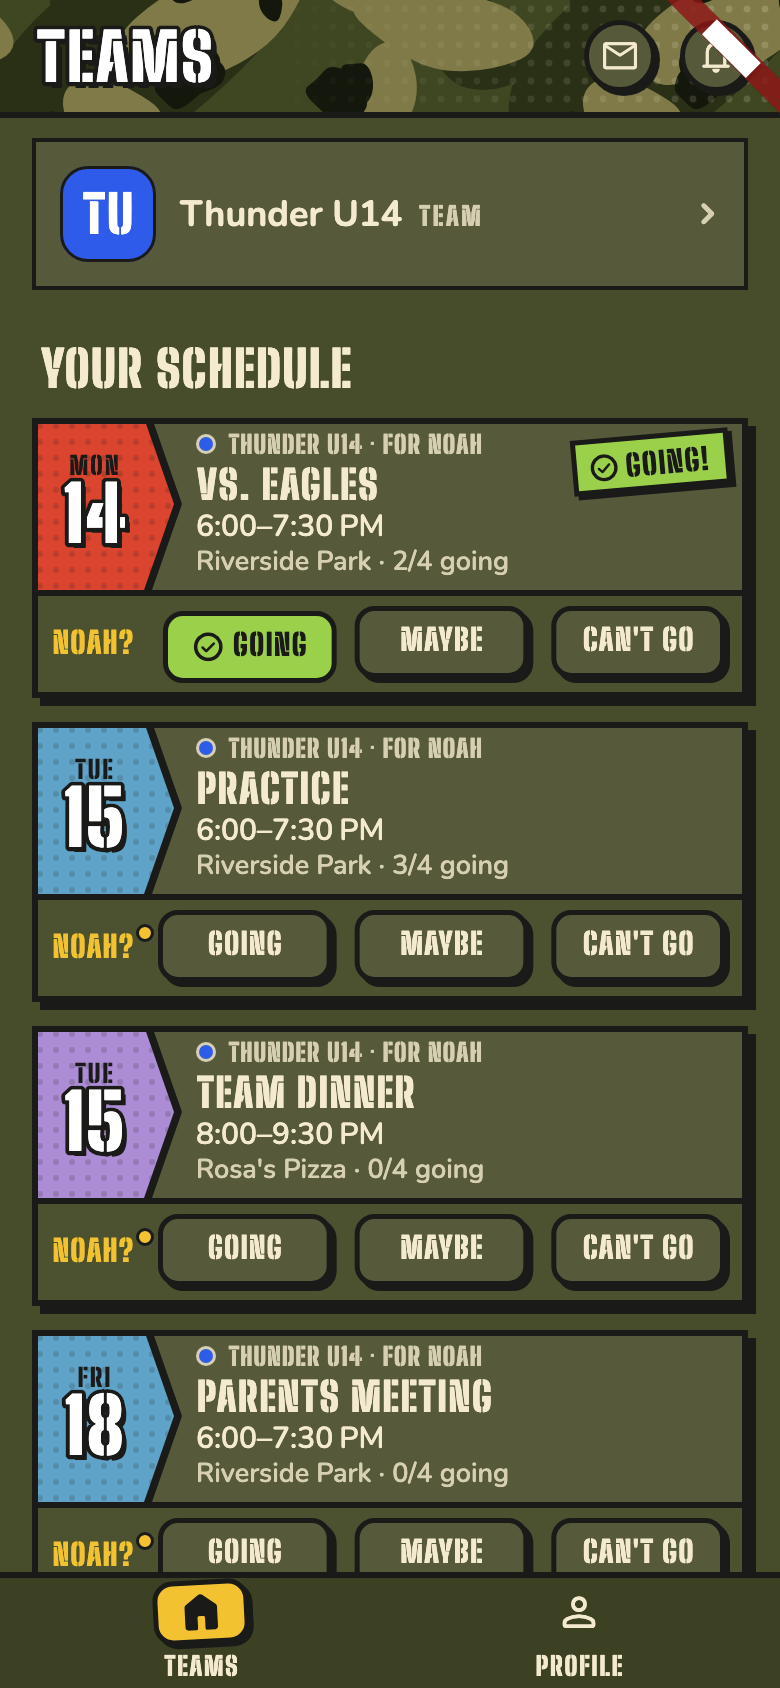 TEAMS
TU
Thunder U14 TEAM
YOUR SCHEDULE
MON
14
THUNDER U14 · FOR NOAH
VS. EAGLES
6:00–7:30 PM
Riverside Park · 2/4 going
GOING!
NOAH?
GOING
MAYBE
CAN'T GO
TUE
15
THUNDER U14 · FOR NOAH
PRACTICE
6:00–7:30 PM
Riverside Park · 3/4 going
NOAH?
GOING
MAYBE
CAN'T GO
TUE
15
THUNDER U14 · FOR NOAH
TEAM DINNER
8:00–9:30 PM
Rosa's Pizza · 0/4 going
NOAH?
GOING
MAYBE
CAN'T GO
FRI
18
THUNDER U14 · FOR NOAH
PARENTS MEETING
6:00–7:30 PM
Riverside Park · 0/4 going
NOAH?
GOING
MAYBE
CAN'T GO
TEAMS
PROFILE